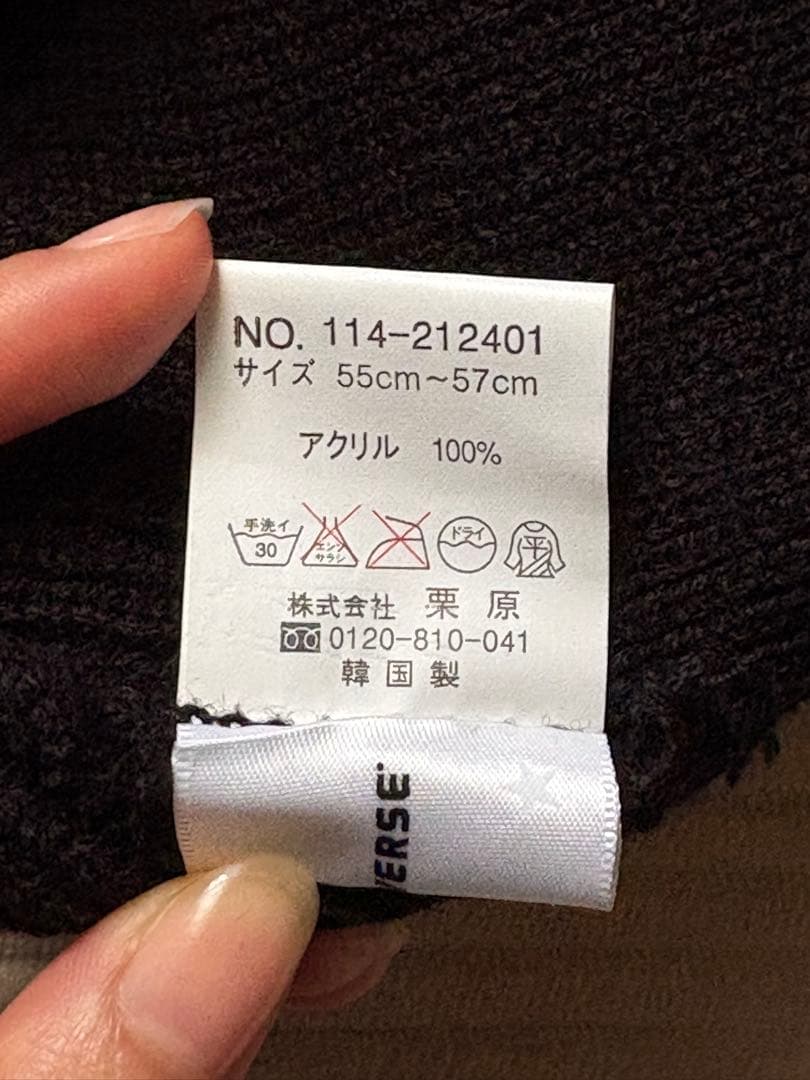 NO. 114-212401
サイズ 55cm～57cm
アクリル 100%
手洗イ
30
エンソ
サラシ
ドライ
平
株式会社 栗原
0120-810-041
韓国製
VERSE